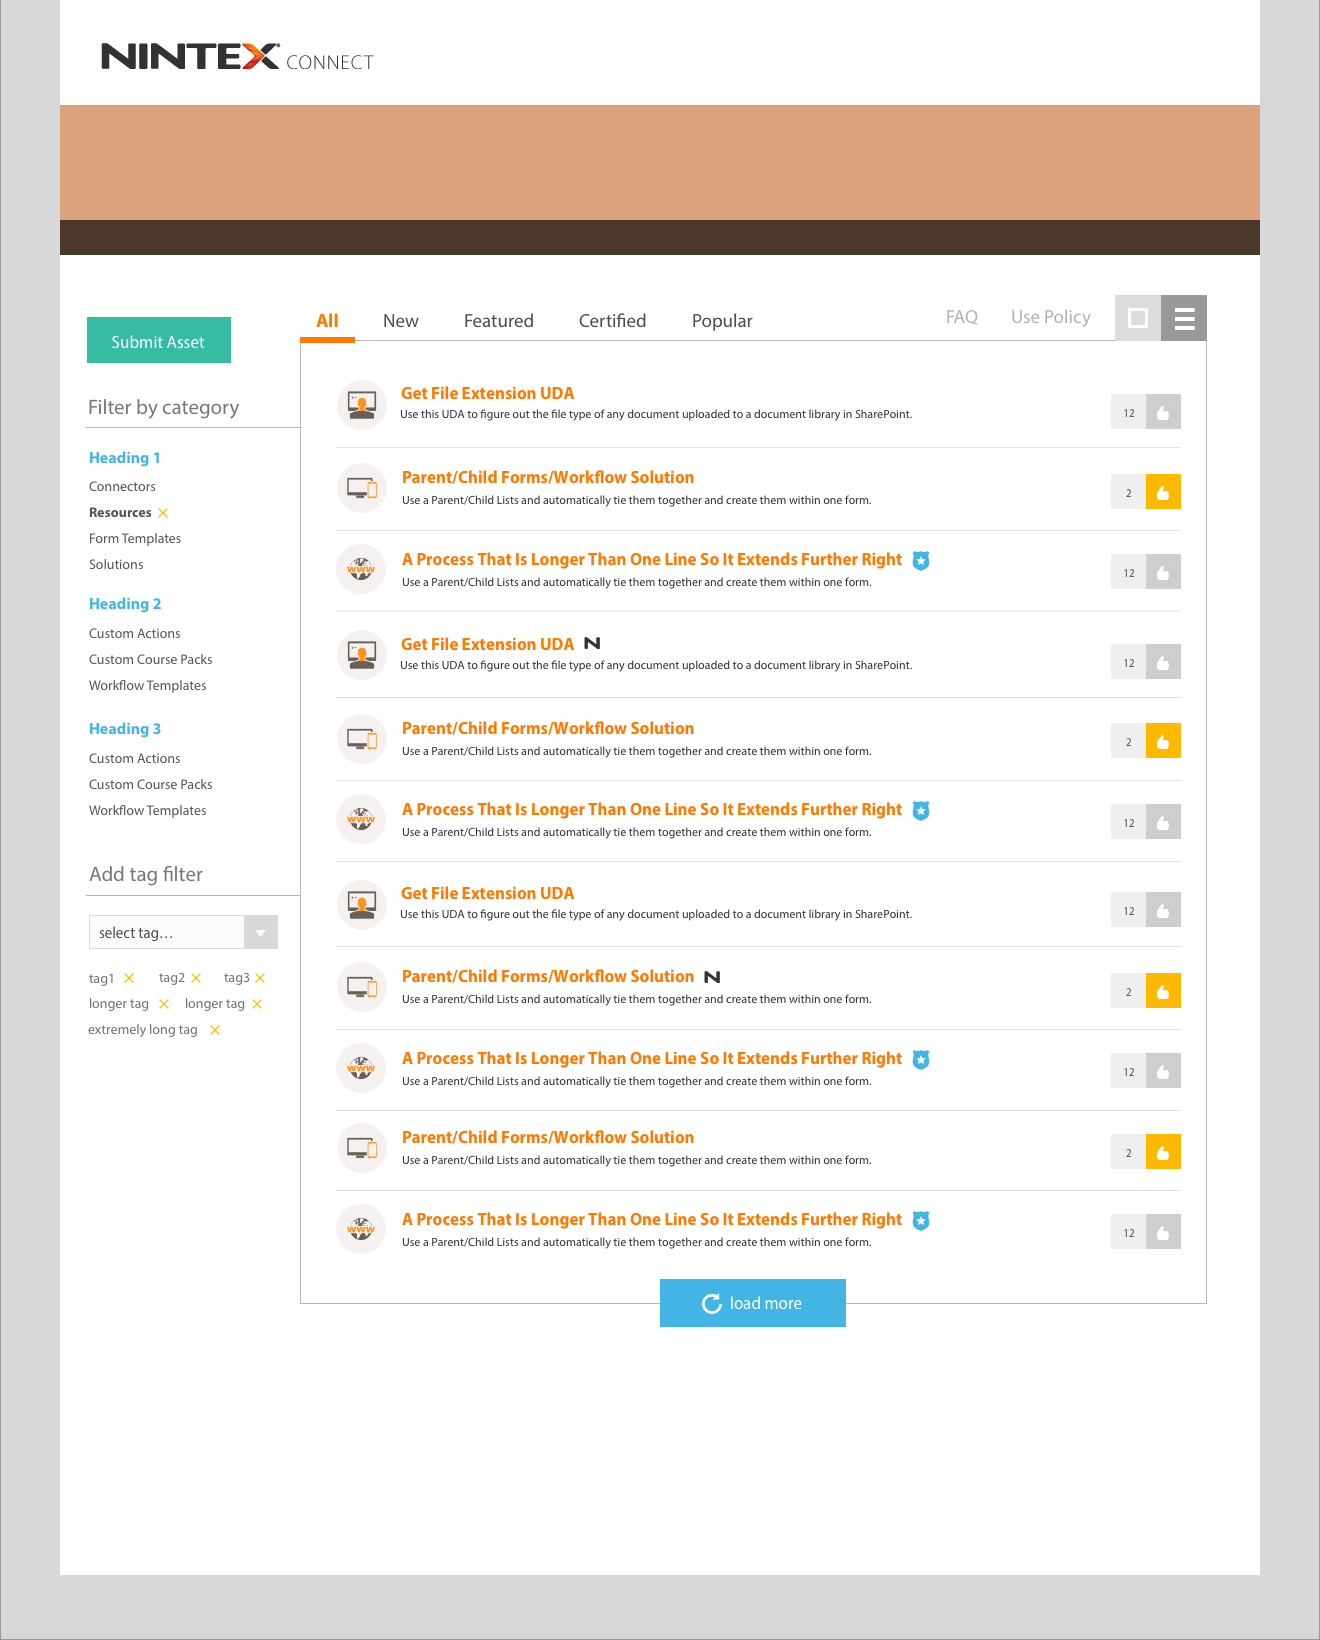 NINTEX CONNECT
Submit Asset
All New Featured Certified Popular FAQ Use Policy
Filter by category
Heading 1
Connectors
Resources
Form Templates
Solutions
Heading 2
Custom Actions
Custom Course Packs
Workflow Templates
Heading 3
Custom Actions
Custom Course Packs
Workflow Templates
Add tag filter
select tag...
tag1 tag2 tag3
longer tag longer tag
extremely long tag
Get File Extension UDA
Use this UDA to figure out the file type of any document uploaded to a document library in SharePoint.
12
Parent/Child Forms/Workflow Solution
Use a Parent/Child Lists and automatically tie them together and create them within one form.
2
A Process That Is Longer Than One Line So It Extends Further Right
Use a Parent/Child Lists and automatically tie them together and create them within one form.
12
www
Get File Extension UDA N
Use this UDA to figure out the file type of any document uploaded to a document library in SharePoint.
12
Parent/Child Forms/Workflow Solution
Use a Parent/Child Lists and automatically tie them together and create them within one form.
2
A Process That Is Longer Than One Line So It Extends Further Right
Use a Parent/Child Lists and automatically tie them together and create them within one form.
12
www
Get File Extension UDA
Use this UDA to figure out the file type of any document uploaded to a document library in SharePoint.
12
Parent/Child Forms/Workflow Solution N
Use a Parent/Child Lists and automatically tie them together and create them within one form.
2
A Process That Is Longer Than One Line So It Extends Further Right
Use a Parent/Child Lists and automatically tie them together and create them within one form.
12
www
Parent/Child Forms/Workflow Solution
Use a Parent/Child Lists and automatically tie them together and create them within one form.
2
A Process That Is Longer Than One Line So It Extends Further Right
Use a Parent/Child Lists and automatically tie them together and create them within one form.
12
www
load more